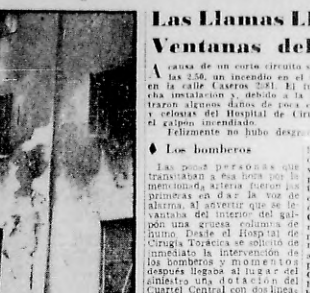 Las Llamas Ll
Ventanas del
A causa de un corto circuito s
las 2.50, un incendio en el
en la calle Caseros 2581. El f
cha instalación y, debido a la
traron algunos daños de poca c
y celosías del Hospital de Cir
el galpón incendiado.
Felizmente no hubo desgr
♦ Los bomberos
Las pocas personas que
transitaban a esa hora por la
mencionada arteria fueron las
primeras en dar la voz de
alarma, al advertir que se le-
vantaba del interior del gal-
pón una gruesa columna de
humo. Desde el Hospital de
Cirugía Torácica se solicitó de
inmediato la intervención de
los bomberos y momentos
después llegaba al lugar del
siniestro una dotación del
Cuartel Central con dos líneas